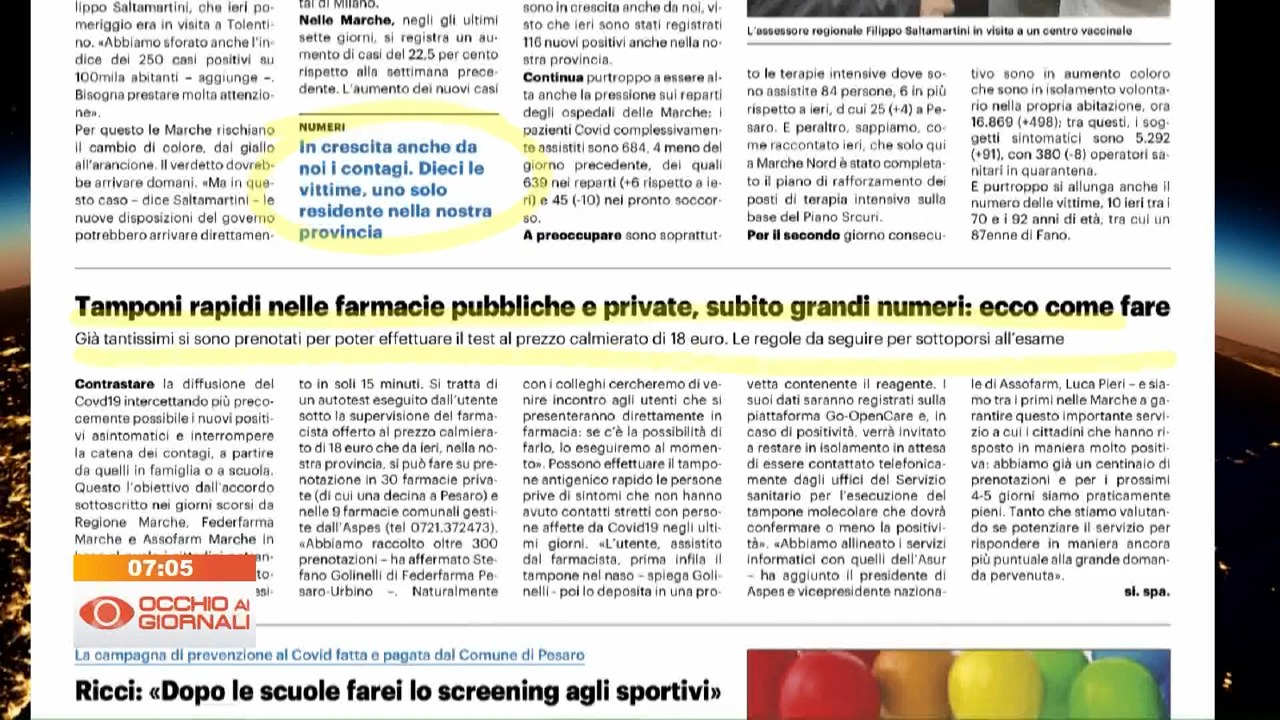 lippo Saltamartini, che ieri po-
meriggio era in visita a Tolenti-
no. «Abbiamo sforato anche l'in-
dice dei 250 casi positivi su
100mila abitanti – aggiunge –.
Bisogna prestare molta attenzio-
ne».
Per questo le Marche rischiano
il cambio di colore, dal giallo
all'arancione. Il verdetto dovreb-
be arrivare domani. «Ma in que-
sto caso – dice Saltamartini – le
nuove disposizioni del governo
potrebbero arrivare direttamen-
tal di Milano.
Nelle Marche, negli gli ultimi
sette giorni, si registra un au-
mento di casi del 22,5 per cento
rispetto alla settimana prece-
dente. L'aumento dei nuovi casi
NUMERI
In crescita anche da
noi i contagi. Dieci le
vittime, uno solo
residente nella nostra
provincia
sono in crescita anche da noi, vi-
sto che ieri sono stati registrati
116 nuovi positivi anche nella no-
stra provincia.
Continua purtroppo a essere al-
ta anche la pressione sui reparti
degli ospedali delle Marche: i
pazienti Covid complessivamen-
te assistiti sono 684, 4 meno del
giorno precedente, dei quali
639 nei reparti (+6 rispetto a ie-
ri) e 45 (-10) nei pronto soccor-
so.
A preoccupare sono soprattut-
L'assessore regionale Filippo Saltamartini in visita a un centro vaccinale
to le terapie intensive dove so-
no assistite 84 persone, 6 in più
rispetto a ieri, d cui 25 (+4) a Pe-
saro. E peraltro, sappiamo, co-
me raccontato ieri, che solo qui
a Marche Nord è stato completa-
to il piano di rafforzamento dei
posti di terapia intensiva sulla
base del Piano Srcuri.
Per il secondo giorno consecu-
tivo sono in aumento coloro
che sono in isolamento volonta-
rio nella propria abitazione, ora
16.869 (+498); tra questi, i sog-
getti sintomatici sono 5.292
(+91), con 380 (-8) operatori sa-
nitari in quarantena.
E purtroppo si allunga anche il
numero delle vittime, 10 ieri tra i
70 e i 92 anni di età, tra cui un
87enne di Fano.
Tamponi rapidi nelle farmacie pubbliche e private, subito grandi numeri: ecco come fare
Già tantissimi si sono prenotati per poter effettuare il test al prezzo calmierato di 18 euro. Le regole da seguire per sottoporsi all'esame
Contrastare la diffusione del
Covd19 intercettando più preco-
cemente possibile i nuovi positi-
vi asintomatici e interrompere
la catena dei contagi, a partire
da quelli in famiglia o a scuola.
Questo l'obiettivo dall'accordo
sottoscritto nei giorni scorsi da
Regione Marche, Federfarma
Marche e Assofarm Marche in
to in soli 15 minuti. Si tratta di
un autotest eseguito dall'utente
sotto la supervisione del farma-
cista offerto al prezzo calmiera-
to di 18 euro che da ieri, nella no-
stra provincia, si può fare su pre-
notazione in 30 farmacie priva-
te (di cui una decina a Pesaro) e
nelle 9 farmacie comunali gesti-
te dall'Aspes (tel 0721.372473).
«Abbiamo raccolto oltre 300
prenotazioni – ha affermato Ste-
fano Golinelli di Federfarma Pe-
saro-Urbino –. Naturalmente
con i colleghi cercheremo di ve-
nire incontro agli utenti che si
presenteranno direttamente in
farmacia: se c'è la possibilità di
farlo, lo eseguiremo al momen-
to». Possono effettuare il tampo-
ne antigenico rapido le persone
prive di sintomi che non hanno
avuto contatti stretti con perso-
ne affette da Covid19 negli ulti-
mi giorni. «L'utente, assistito
dal farmacista, prima infila il
tampone nel naso – spiega Goli-
nelli - poi lo deposita in una pro-
vetta contenente il reagente. I
suoi dati saranno registrati sulla
piattaforma Go-OpenCare e, in
caso di positività, verrà invitato
a restare in isolamento in attesa
di essere contattato telefonica-
mente dagli uffici del Servizio
sanitario per l'esecuzione del
tampone molecolare che dovrà
confermare o meno la positivi-
tà». «Abbiamo allineato i servizi
informatici con quelli dell'Asur
– ha aggiunto il presidente di
Aspes e vicepresidente naziona-
le di Assofarm, Luca Pieri – e sia-
mo tra i primi nelle Marche a ga-
rantire questo importante servi-
zio a cui i cittadini che hanno ri-
sposto in maniera molto positi-
va: abbiamo già un centinaio di
prenotazioni e per i prossimi
4-5 giorni siamo praticamente
pieni. Tanto che stiamo valutan-
do se potenziare il servizio per
rispondere in maniera ancora
più puntuale alla grande doman-
da pervenuta».
si. spa.
07:05
OCCHIO AI
GIORNALI
La campagna di prevenzione al Covid fatta e pagata dal Comune di Pesaro
Ricci: «Dopo le scuole farei lo screening agli sportivi»